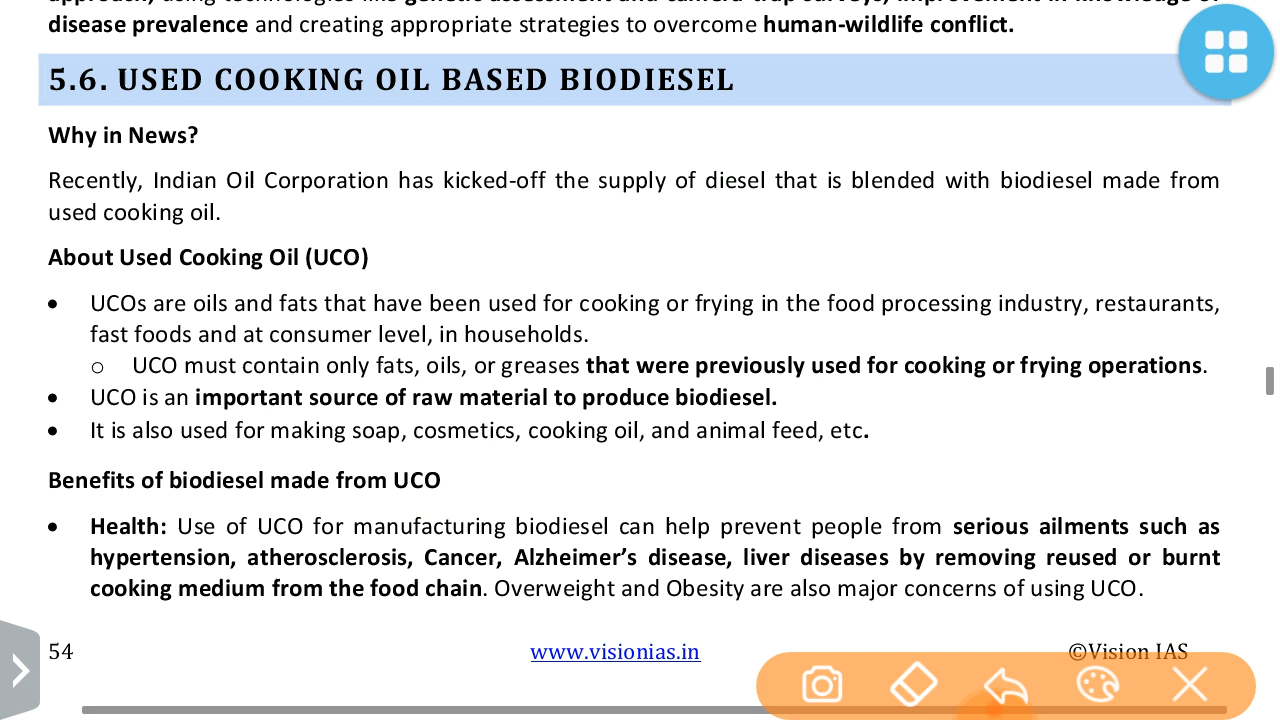 disease prevalence and creating appropriate strategies to overcome human-wildlife conflict.
5.6. USED COOKING OIL BASED BIODIESEL
Why in News?
Recently, Indian Oil Corporation has kicked-off the supply of diesel that is blended with biodiesel made from
used cooking oil.
About Used Cooking Oil (UCO)
• UCOs are oils and fats that have been used for cooking or frying in the food processing industry, restaurants,
fast foods and at consumer level, in households.
o UCO must contain only fats, oils, or greases that were previously used for cooking or frying operations.
• UCO is an important source of raw material to produce biodiesel.
• It is also used for making soap, cosmetics, cooking oil, and animal feed, etc.
Benefits of biodiesel made from UCO
• Health: Use of UCO for manufacturing biodiesel can help prevent people from serious ailments such as
hypertension, atherosclerosis, Cancer, Alzheimer’s disease, liver diseases by removing reused or burnt
cooking medium from the food chain. Overweight and Obesity are also major concerns of using UCO.
54 www.visionias.in ©Vision IAS